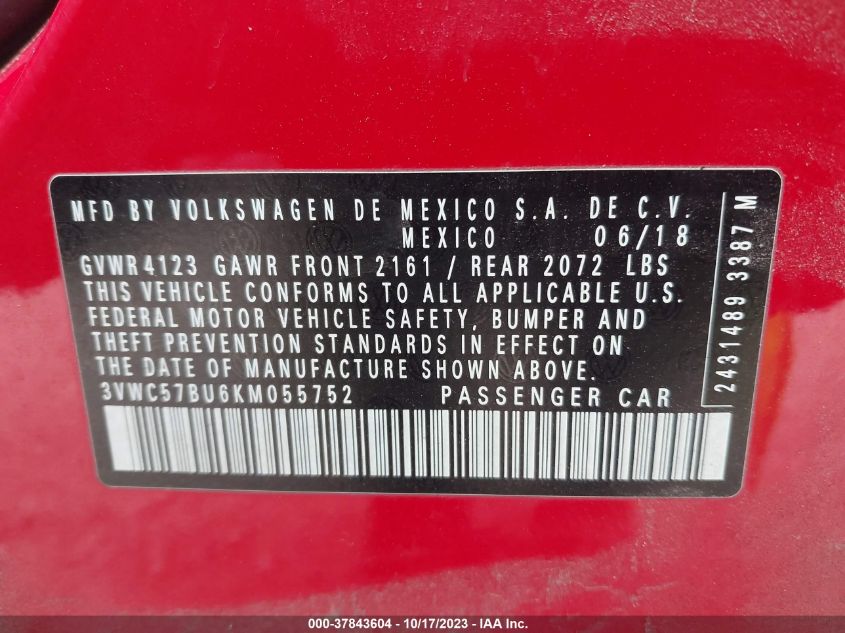 MFD BY VOLKSWAGEN DE MEXICO S.A. DE C.V.
MEXICO 06/18
GVWR 4123 GAWR FRONT 2161 / REAR 2072 LBS
THIS VEHICLE CONFORMS TO ALL APPLICABLE U.S.
FEDERAL MOTOR VEHICLE SAFETY, BUMPER AND
THEFT PREVENTION STANDARDS IN EFFECT ON
THE DATE OF MANUFACTURE SHOWN ABOVE.
3VWC57BU6KM055752 PASSENGER CAR
2431489 3387 M
000-37843604 - 10/17/2023 - IAA Inc.